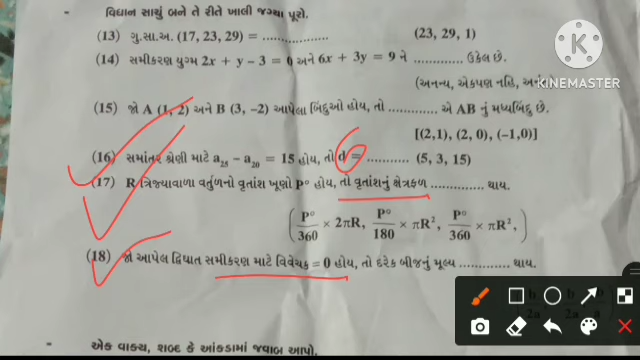 - વિધાન સાચું બને તે રીતે ખાલી જગ્યા પૂરો.
(13) ગુ.સા.અ. (17, 23, 29) = ............... (23, 29, 1)
(14) સમીકરણ યુગ્મ 2x + y – 3 = 0 અને 6x + 3y = 9 ને ............. ઉકેલ છે.
(અનન્ય, એકપણ નહિ,
(15) જો A (1, 2) અને B (3, –2) આપેલા બિંદુઓ હોય, તો ............. એ AB નું મધ્યબિંદુ છે.
[(2,1), (2, 0), (-1,0)]
(16) સમાંતર શ્રેણી માટે a₂₅ – a₂₀ = 15 હોય, તો d = ........... (5, 3, 15)
(17) R ત્રિજ્યાવાળા વર્તુળનો વૃતાંશ ખૂણો P° હોય, તો વૃતાંશનું ક્ષેત્રફળ ............... થાય.
(P°/360 × 2πR, P°/180 × πR², P°/360 × πR²,)
(18) જો આપેલ દ્વિઘાત સમીકરણ માટે વિવેચક = 0 હોય, તો દરેક બીજનું મૂલ્ય ............. થાય.
- એક વાક્ય, શબ્દ કે આંકડામાં જવાબ આપો.
K
KINEMASTER